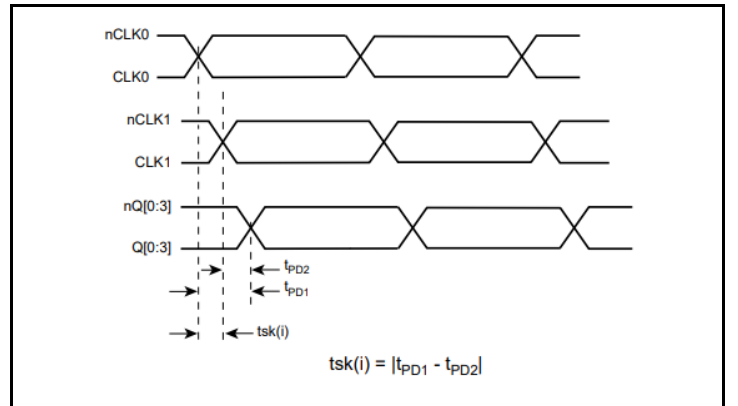 nCLK0
CLK0
nCLK1
CLK1
nQ[0:3]
Q[0:3]
tPD2
tPD1
tsk(i)
tsk(i) = |tPD1 - tPD2|